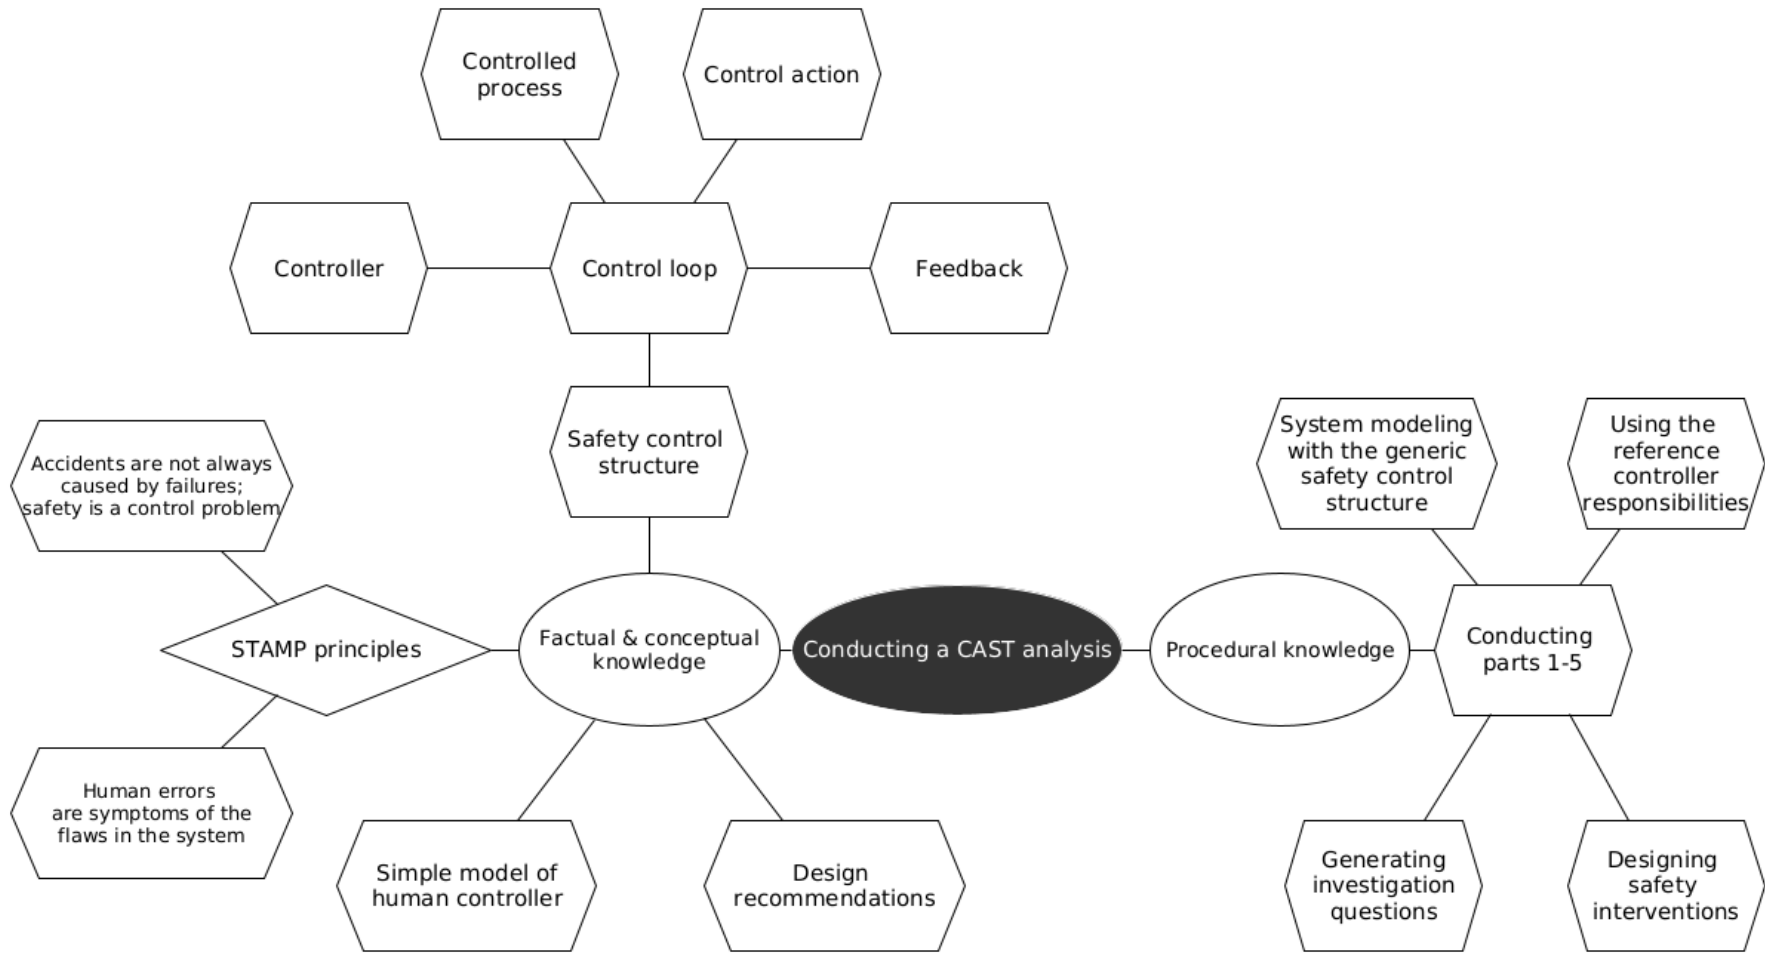 Controlled
process
Control action
Controller
Control loop
Feedback
Safety control
structure
Accidents are not always
caused by failures;
safety is a control problem
System modeling
with the generic
safety control
structure
Using the
reference
controller
responsibilities
STAMP principles
Factual & conceptual
knowledge
Conducting a CAST analysis
Procedural knowledge
Conducting
parts 1-5
Human errors
are symptoms of the
flaws in the system
Simple model of
human controller
Design
recommendations
Generating
investigation
questions
Designing
safety
interventions